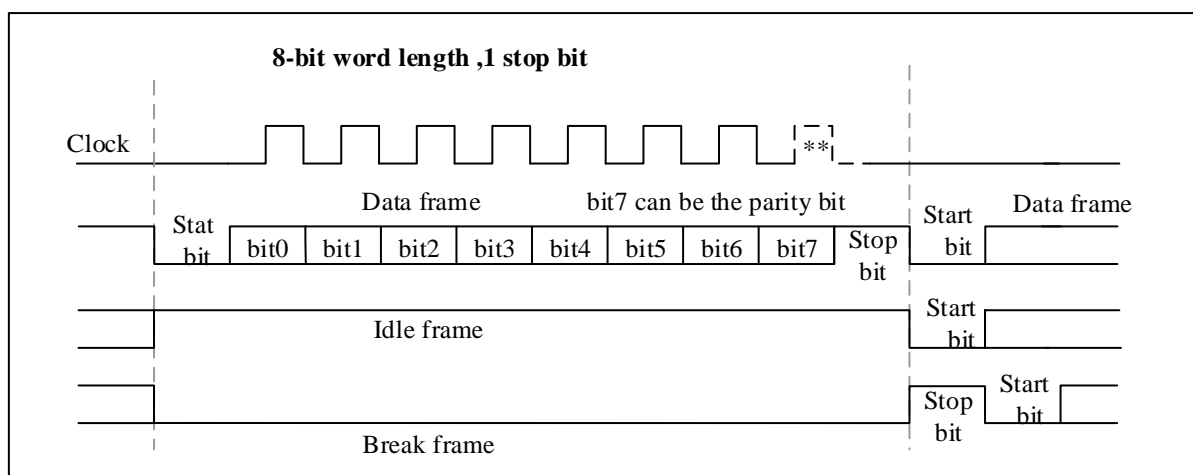 8-bit word length ,1 stop bit
Clock
**
Data frame
bit7 can be the parity bit
Data frame
Stat
bit
bit0
bit1
bit2
bit3
bit4
bit5
bit6
bit7
Stop
bit
Start
bit
Idle frame
Start
bit
Break frame
Stop
bit
Start
bit